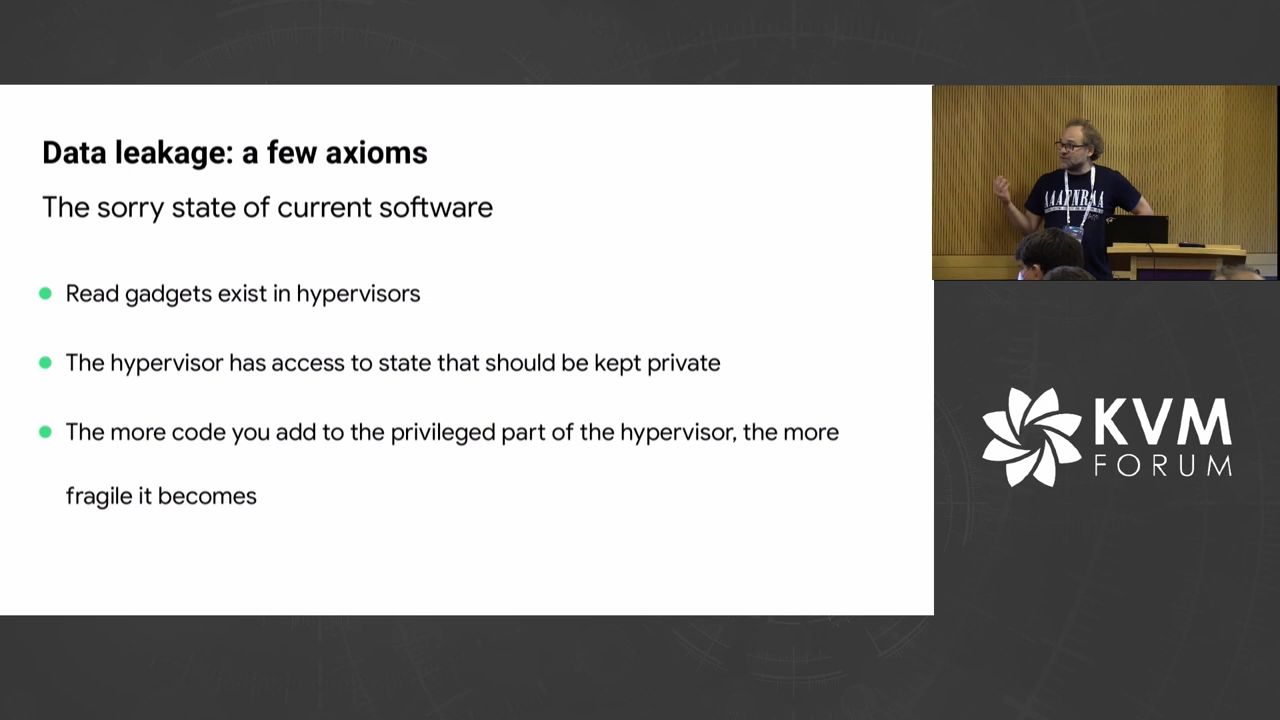 Data leakage: a few axioms
The sorry state of current software
Read gadgets exist in hypervisors
The hypervisor has access to state that should be kept private
The more code you add to the privileged part of the hypervisor, the more
fragile it becomes
KVM
FORUM